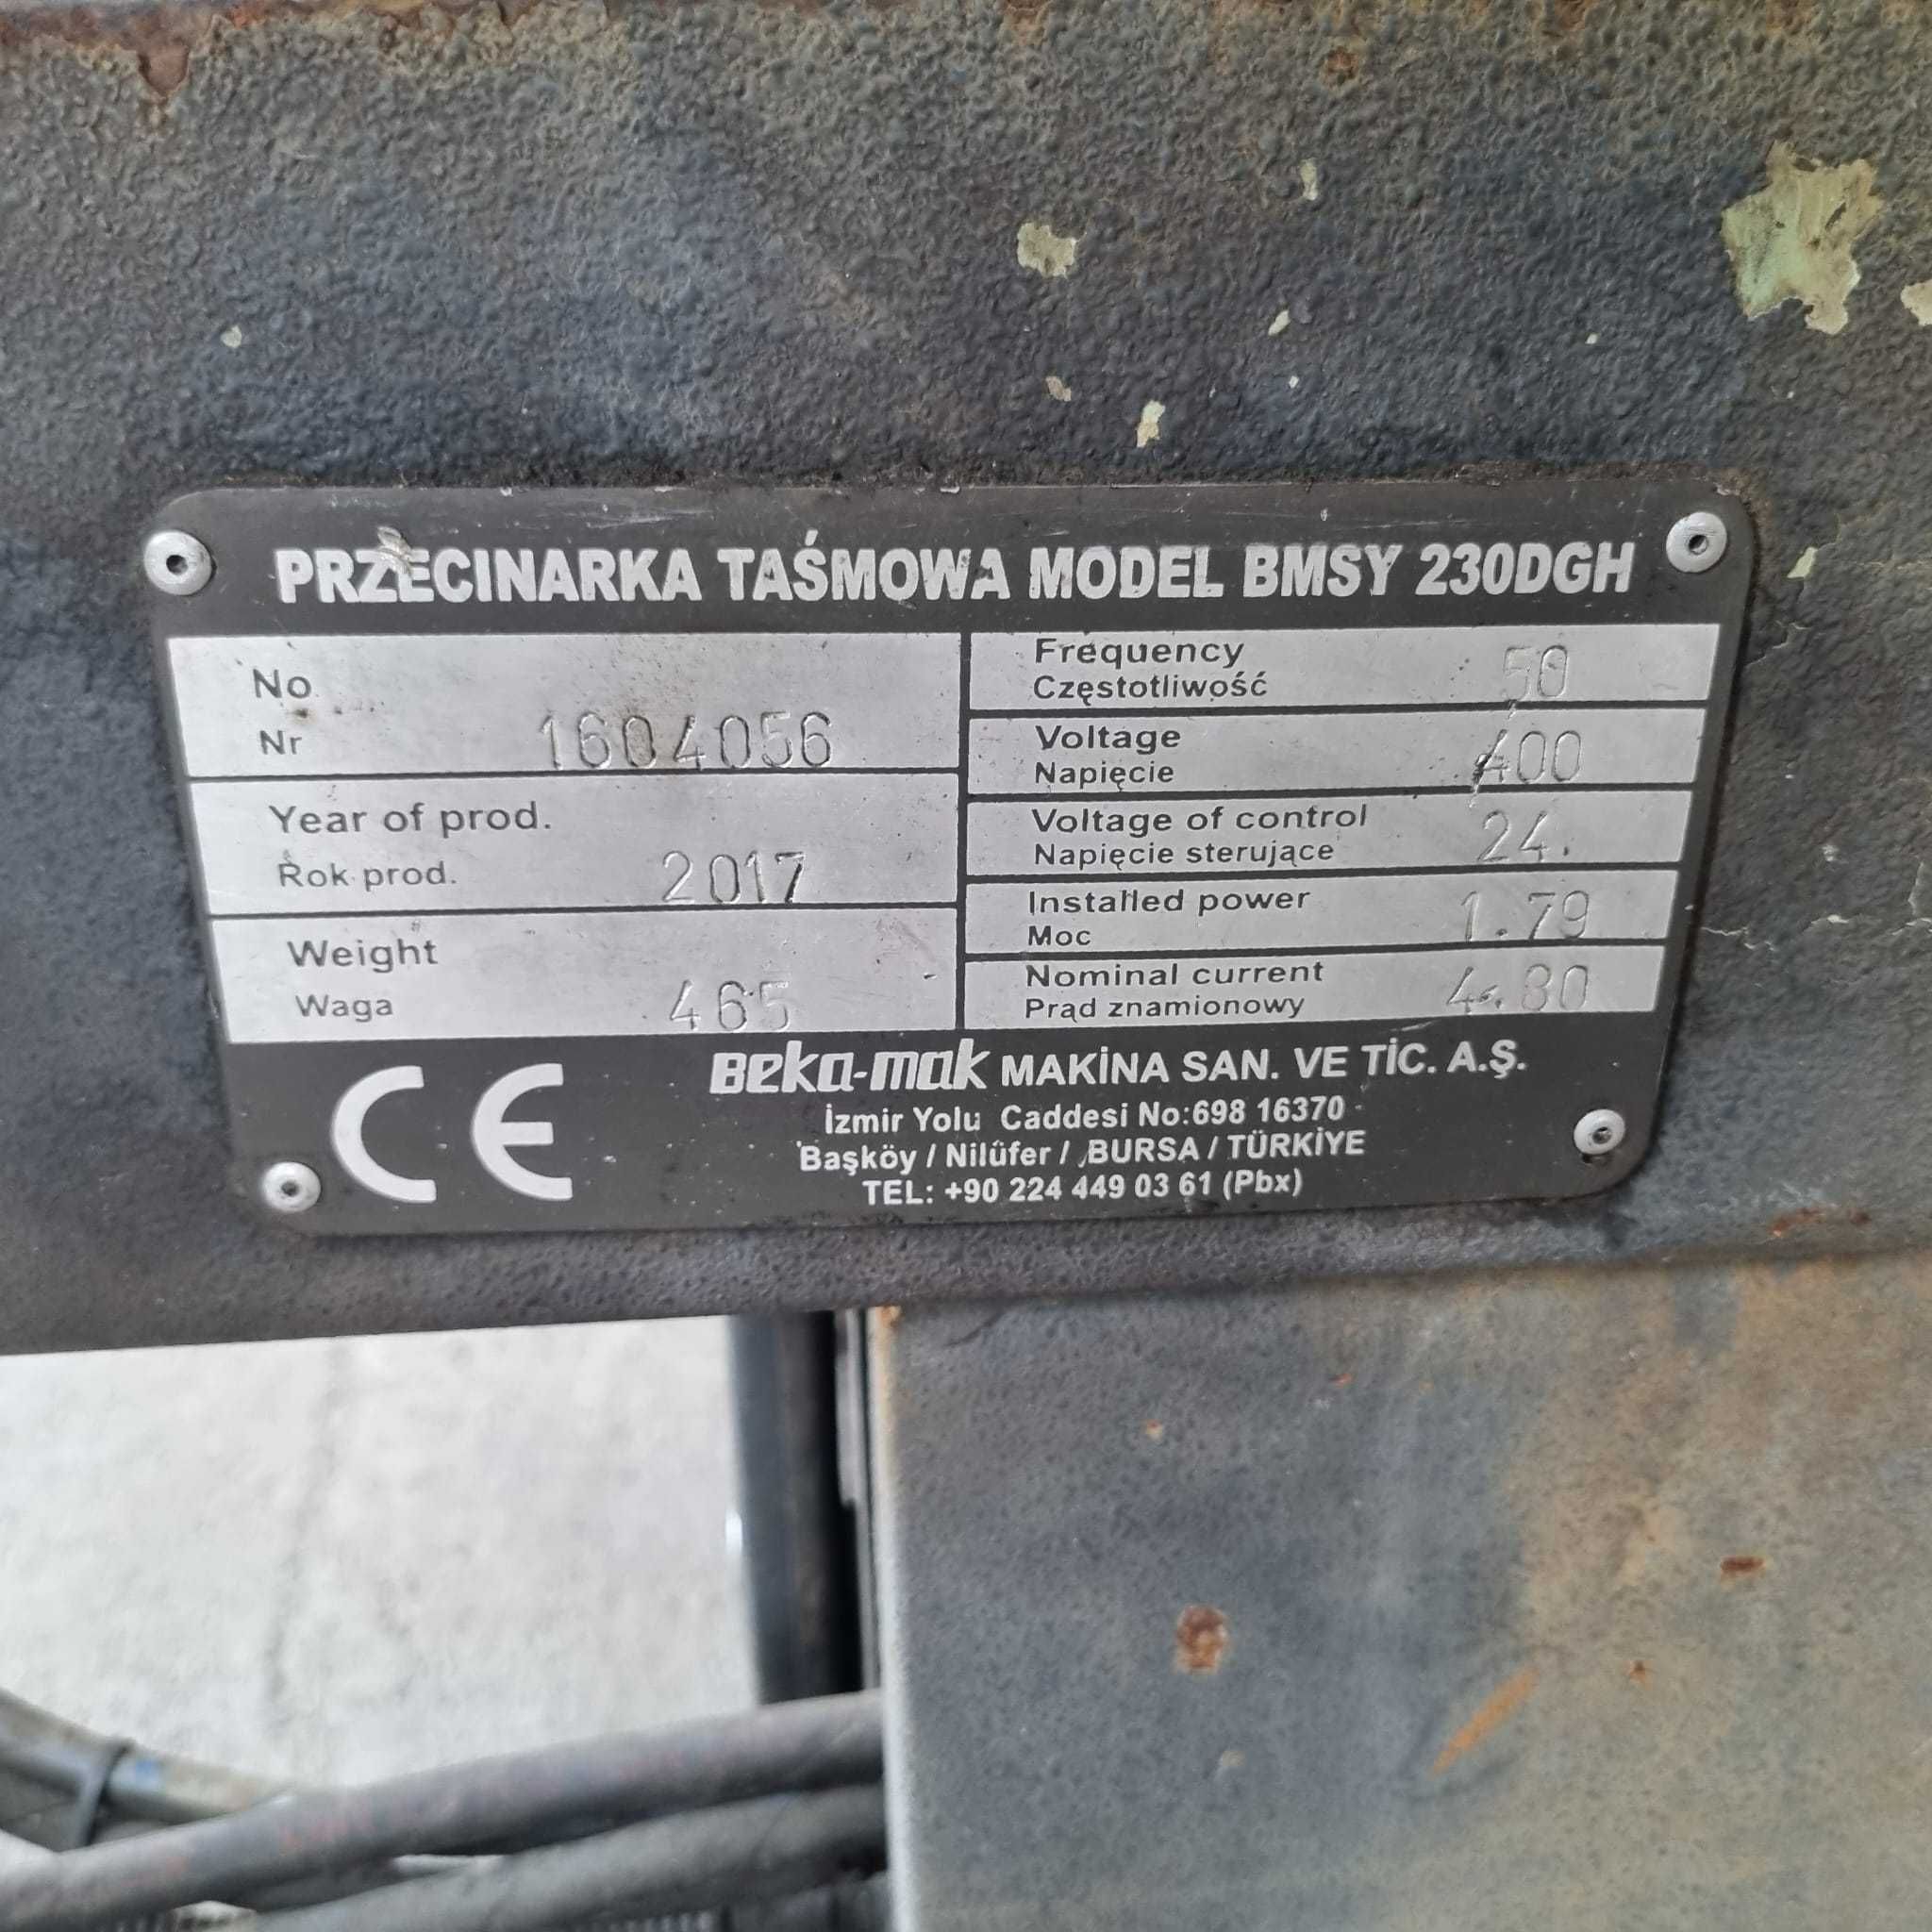 PRZECINARKA TAŚMOWA MODEL BMSY 230DGH
No
Nr 1604056
Year of prod.
Rok prod. 2017
Weight
Waga 465
Frequency
Częstotliwość 50
Voltage
Napięcie 400
Voltage of control
Napięcie sterujące 24.
Installed power
Moc 1.79
Nominal current
Prąd znamionowy 4.80
CE
Beka-mak MAKİNA SAN. VE TİC. A.Ş.
İzmir Yolu Caddesi No:698 16370
Başköy / Nilûfer / BURSA / TÜRKİYE
TEL: +90 224 449 03 61 (Pbx)